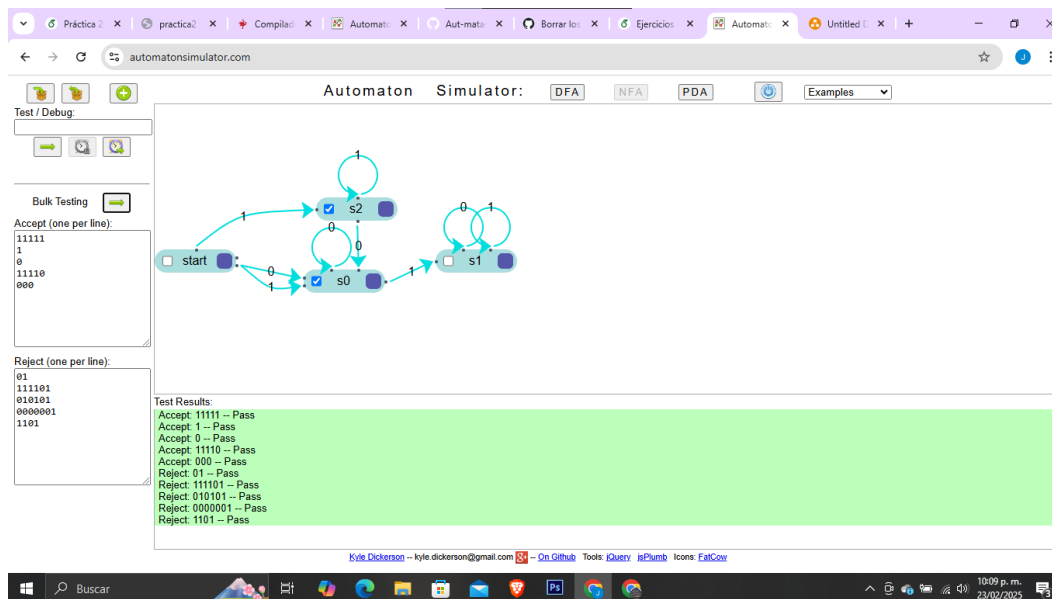 Práctica 2
practica2
Compilad
Automato
Aut-mata
Borrar los
Ejercicios
Automato
Untitled D
automatonsimulator.com
J
Automaton Simulator:
DFA
NFA
PDA
Examples
Test / Debug:
Bulk Testing
Accept (one per line):
11111
1
0
11110
000
Reject (one per line):
01
111101
010101
0000001
1101
1
s2
1
0
0
0
1
start
0
1
s0
1
s1
Test Results:
Accept: 11111 -- Pass
Accept: 1 -- Pass
Accept: 0 -- Pass
Accept: 11110 -- Pass
Accept: 000 -- Pass
Reject: 01 -- Pass
Reject: 111101 -- Pass
Reject: 010101 -- Pass
Reject: 0000001 -- Pass
Reject: 1101 -- Pass
Kyle Dickerson -- kyle.dickerson@gmail.com g+ -- On Github Tools: jQuery jsPlumb Icons: FatCow
Buscar
Ps
10:09 p. m.
23/02/2025
3